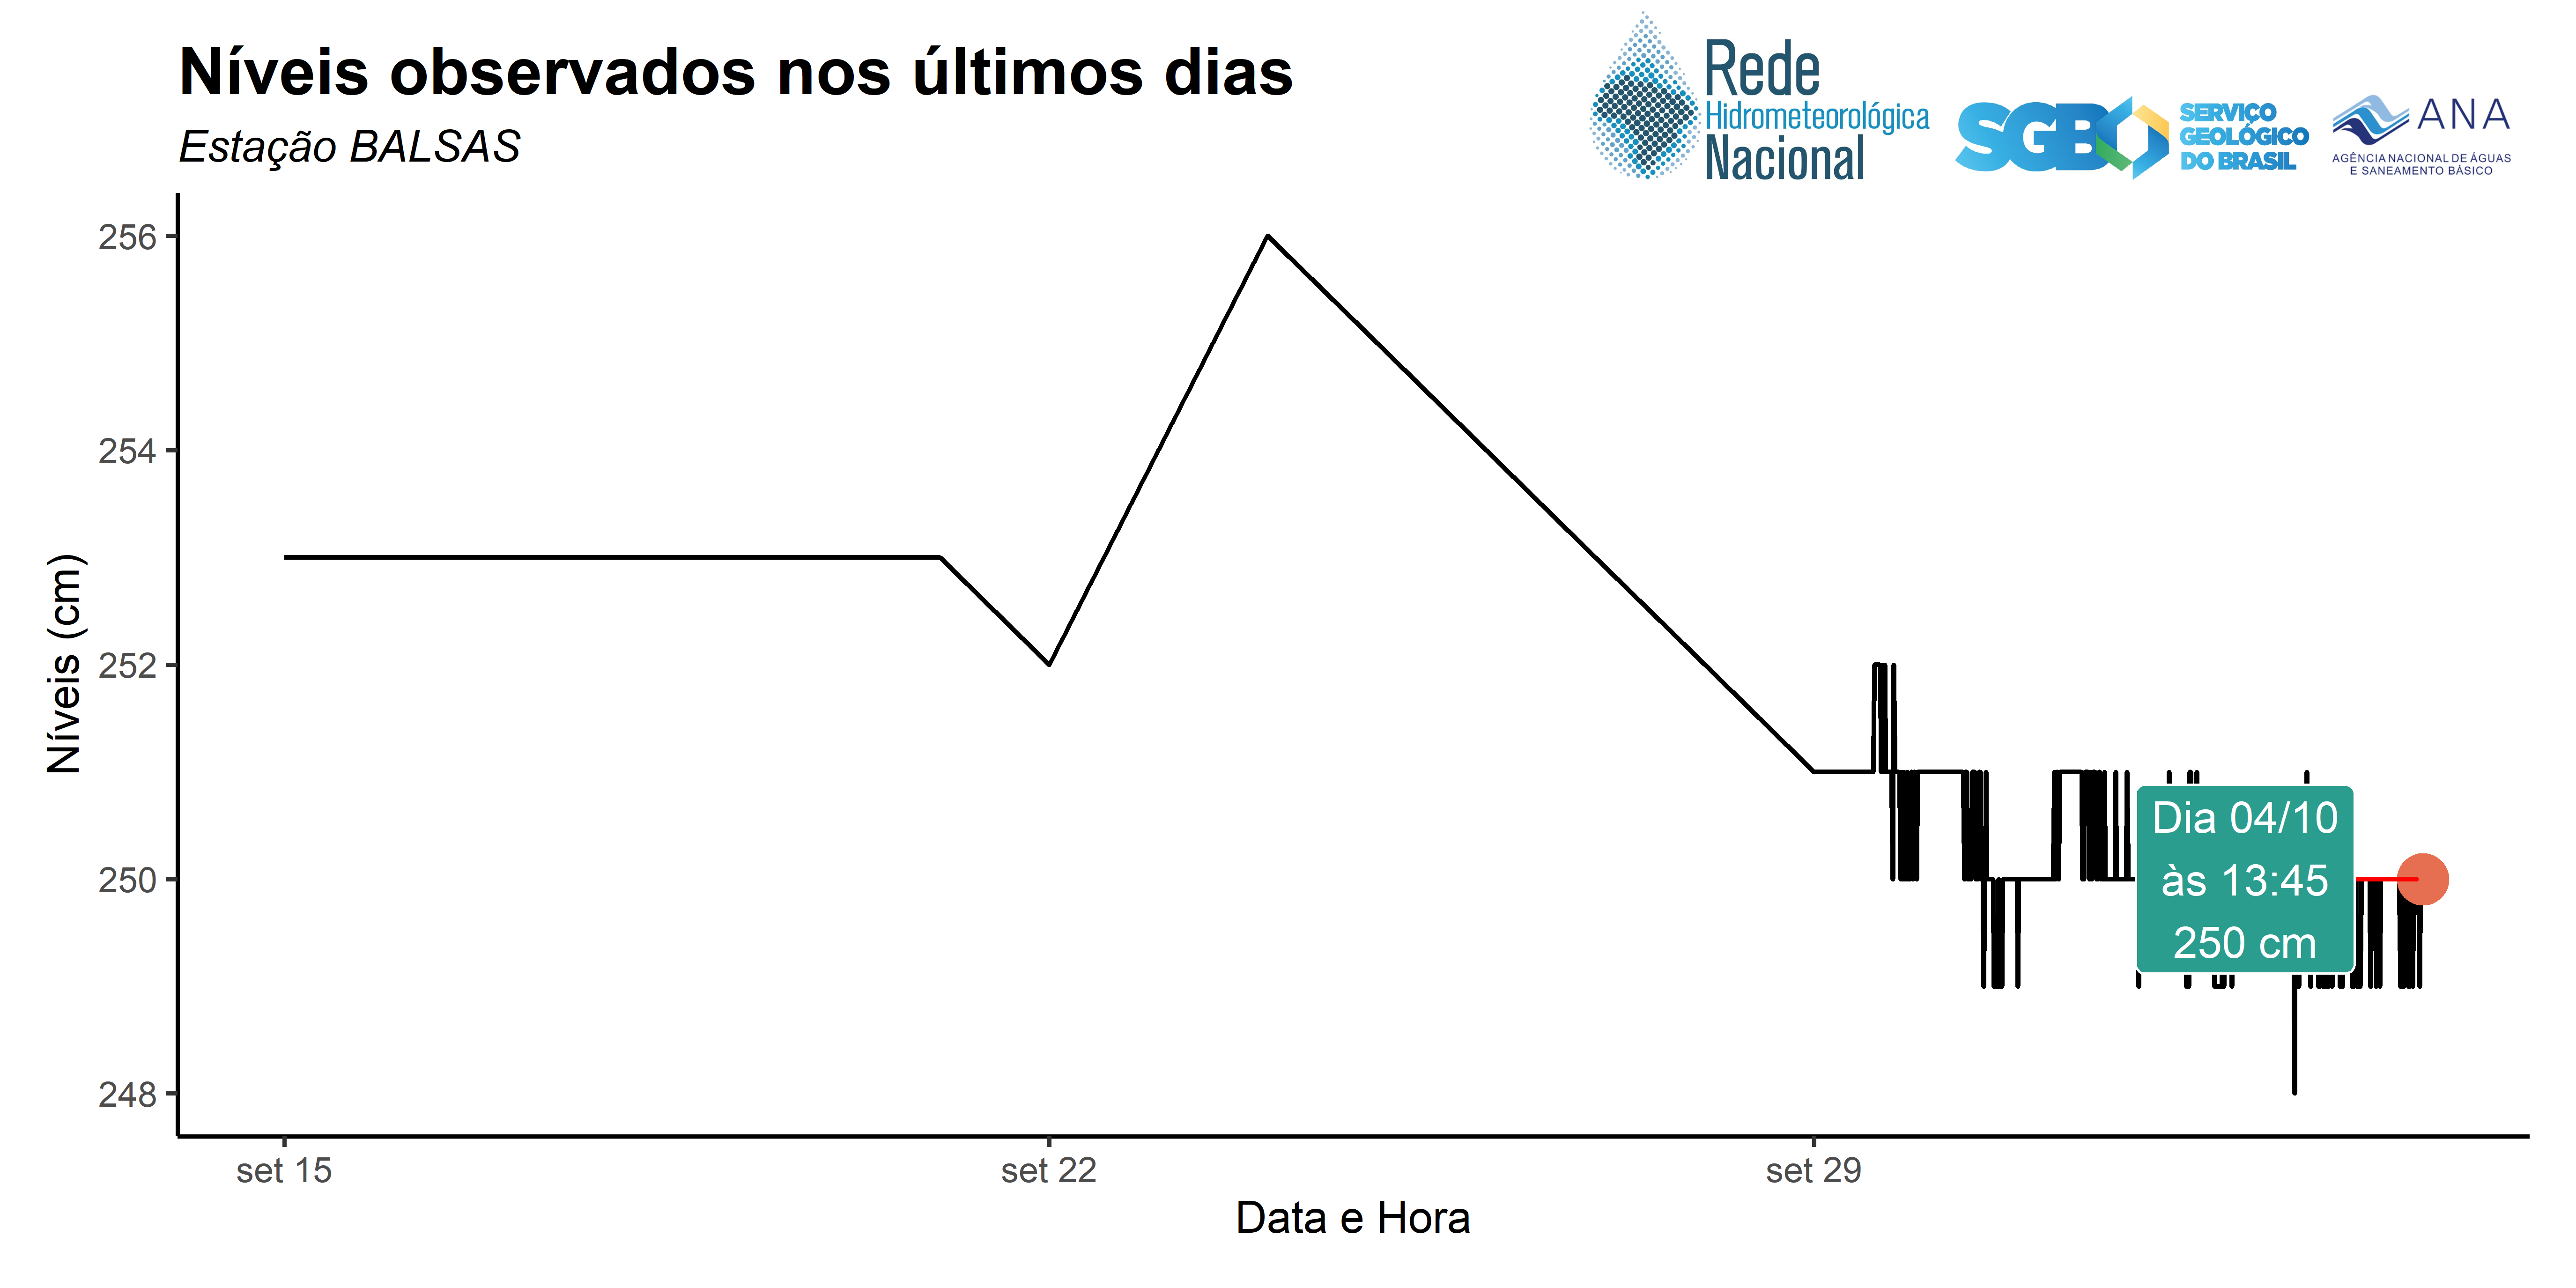 Níveis observados nos últimos dias
Estação BALSAS
Rede
Hidrometeorológica
Nacional
SGB
SERVIÇO
GEOLÓGICO
DO BRASIL
ANA
AGÊNCIA NACIONAL DE ÁGUAS
E SANEAMENTO BÁSICO
Níveis (cm)
256
254
252
250
248
Dia 04/10
às 13:45
250 cm
set 15
set 22
set 29
Data e Hora